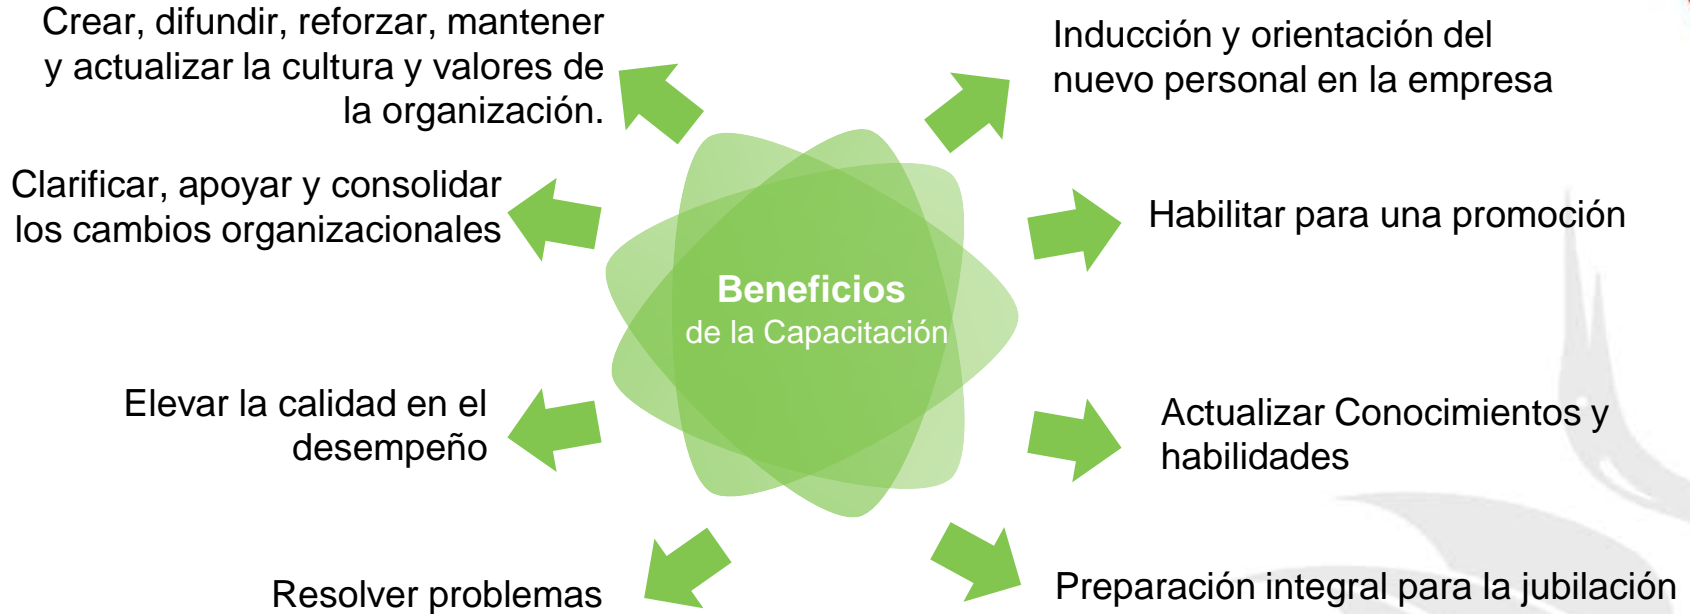 Crear, difundir, reforzar, mantener
y actualizar la cultura y valores de
la organización.
Clarificar, apoyar y consolidar
los cambios organizacionales
Elevar la calidad en el
desempeño
Resolver problemas
Beneficios
de la Capacitación
Inducción y orientación del
nuevo personal en la empresa
Habilitar para una promoción
Actualizar Conocimientos y
habilidades
Preparación integral para la jubilación